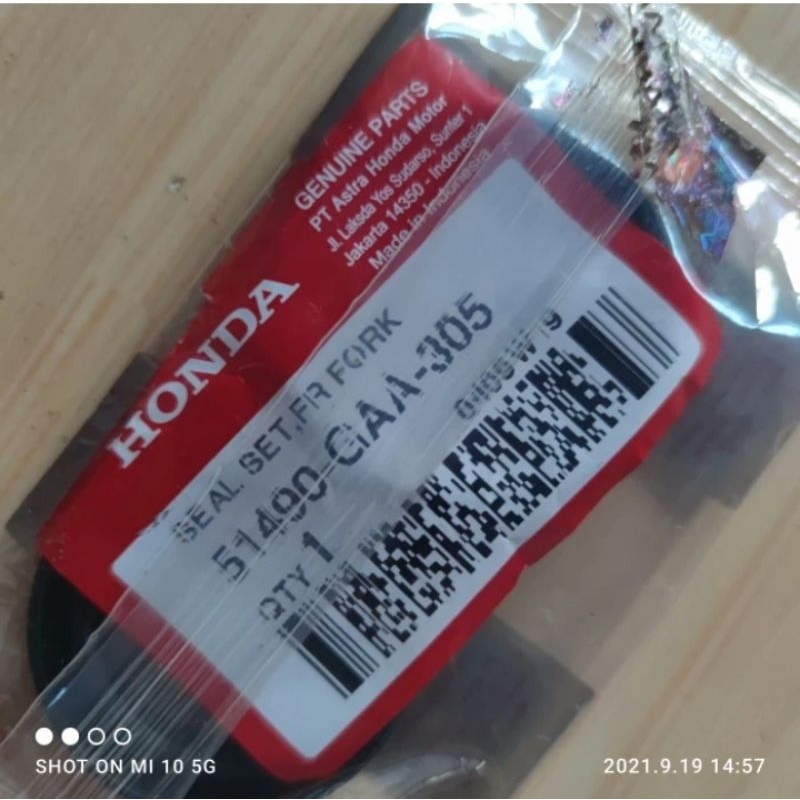 GENUINE PARTS
PT Astra Honda Motor
Jl. Laksda Yos Sudarso, Sunter 1
Jakarta 14350 - Indonesia
Made in Indonesia
HONDA
SEAL SET,FR FORK
51490-GAA-305
QTY 1
SHOT ON MI 10 5G
2021.9.19 14:57